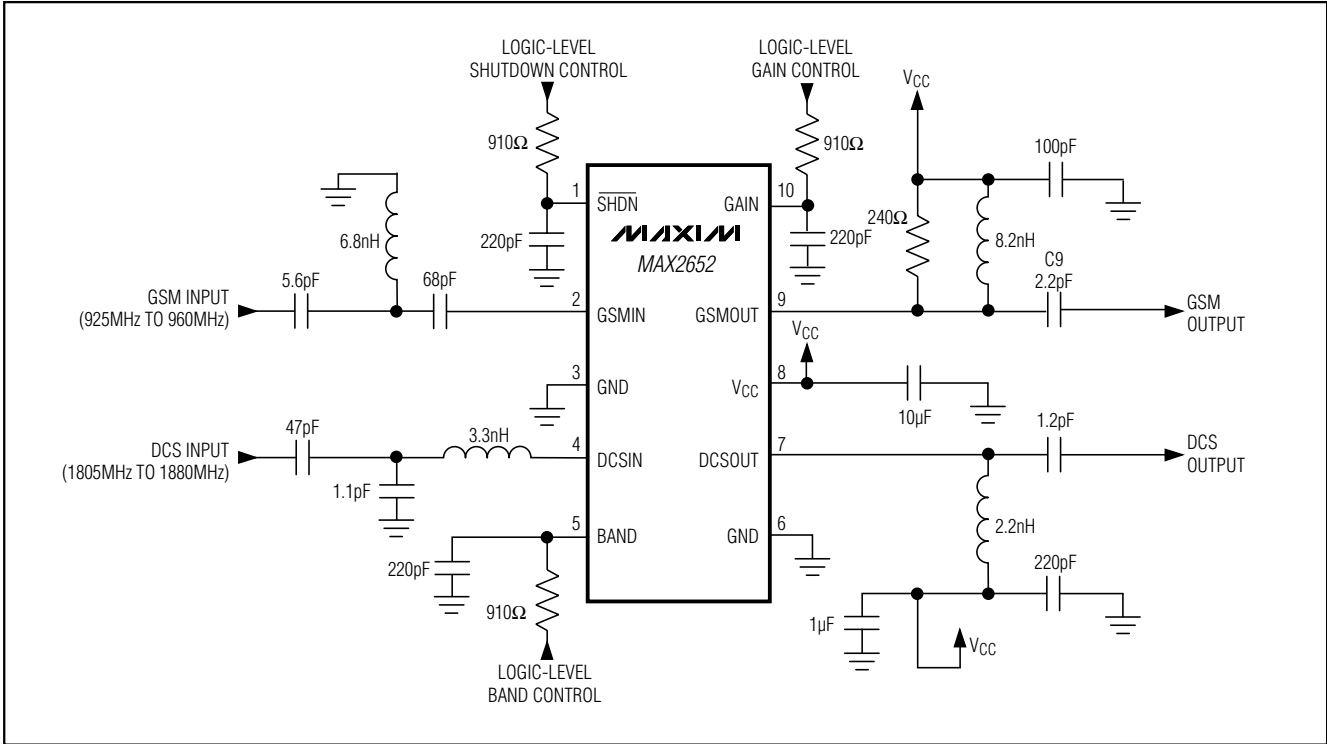 LOGIC-LEVEL
SHUTDOWN CONTROL
LOGIC-LEVEL
GAIN CONTROL
VCC
910Ω
910Ω
100pF
1
SHDN
GAIN
10
6.8nH
220pF
MAXIM
MAX2652
220pF
240Ω
8.2nH
5.6pF
68pF
C9
2.2pF
GSM INPUT
(925MHz TO 960MHz)
2
GSMIN
GSMOUT
9
GSM
OUTPUT
VCC
3
GND
VCC
8
10µF
47pF
3.3nH
1.2pF
DCS INPUT
(1805MHz TO 1880MHz)
4
DCSIN
DCSOUT
7
DCS
OUTPUT
1.1pF
5
BAND
GND
6
2.2nH
220pF
910Ω
220pF
1µF
VCC
LOGIC-LEVEL
BAND CONTROL